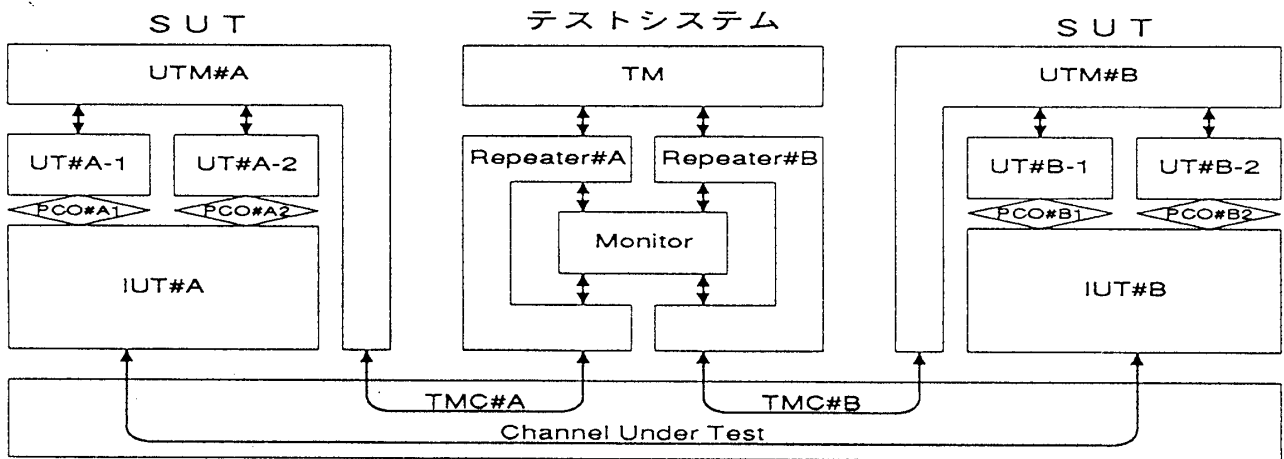 SUT
テストシステム
SUT
UTM#A
TM
UTM#B
UT#A-1
UT#A-2
Repeater#A
Repeater#B
UT#B-1
UT#B-2
PCO#A1
PCO#A2
PCO#B1
PCO#B2
Monitor
IUT#A
IUT#B
TMC#A
TMC#B
Channel Under Test